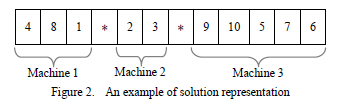 4 8 1 * 2 3 * 9 10 5 7 6
Machine 1 Machine 2 Machine 3
Figure 2. An example of solution representation